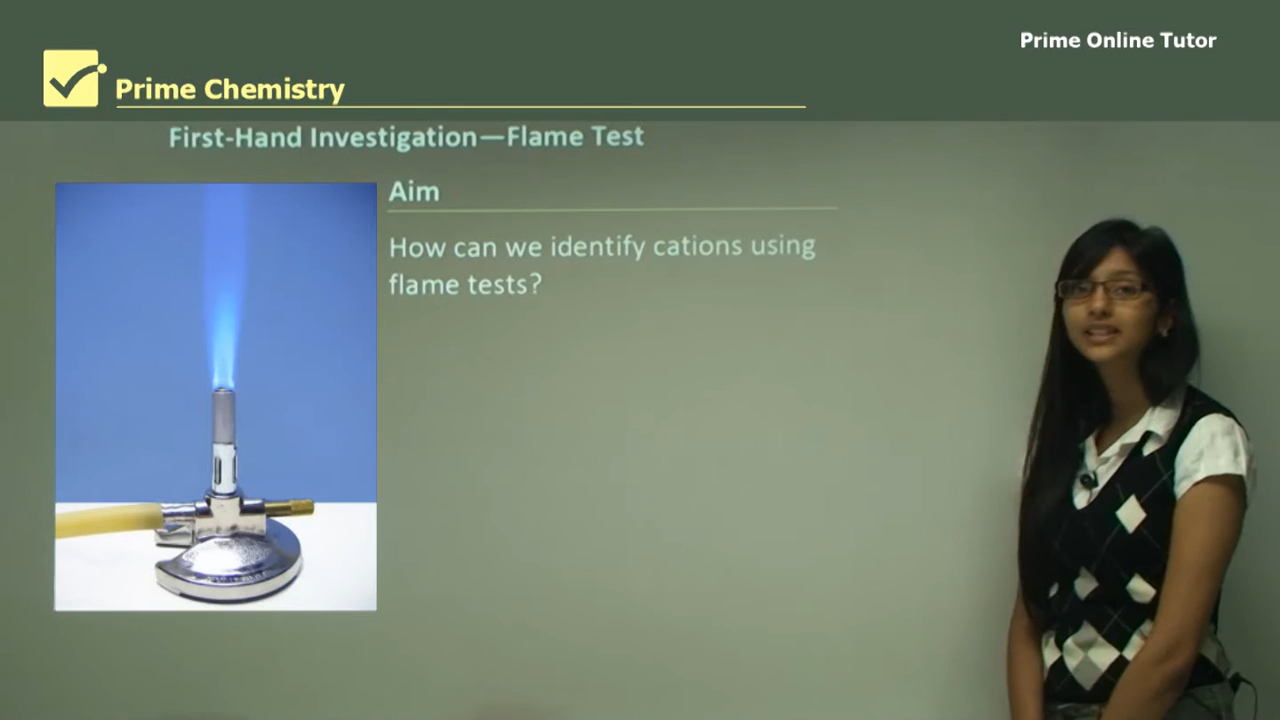 Prime Online Tutor
Prime Chemistry
First-Hand Investigation—Flame Test
Aim
How can we identify cations using
flame tests?